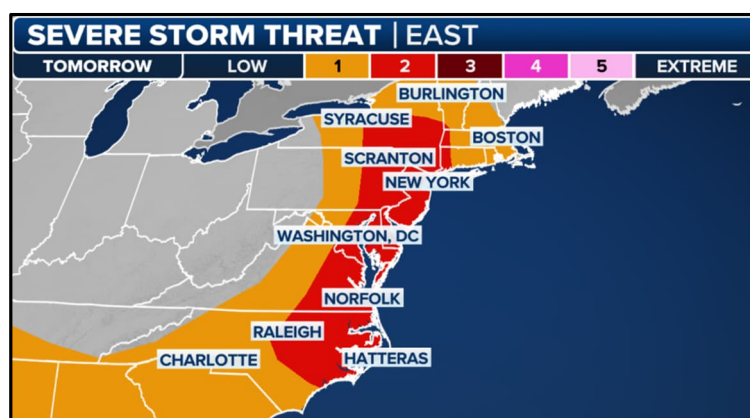 SEVERE STORM THREAT | EAST
TOMORROW LOW 1 2 3 4 5 EXTREME
BURLINGTON
SYRACUSE
BOSTON
SCRANTON
NEW YORK
WASHINGTON, DC
NORFOLK
RALEIGH
CHARLOTTE
HATTERAS